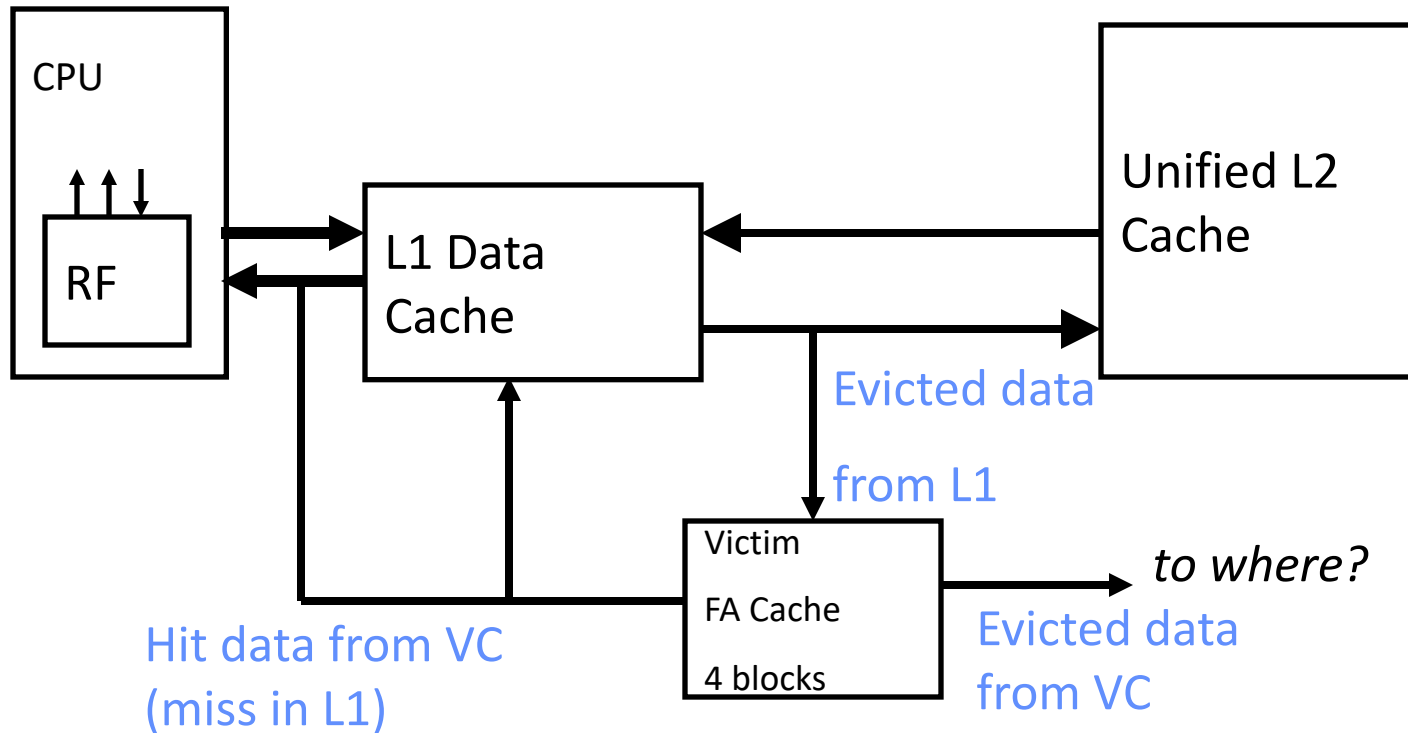 CPU
RF
L1 Data
Cache
Unified L2
Cache
Evicted data
from L1
Victim
FA Cache
4 blocks
to where?
Evicted data
from VC
Hit data from VC
(miss in L1)